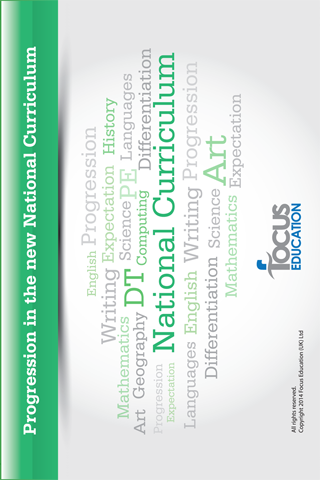 Progression in the new National Curriculum
English Progression
Writing Expectation History
Mathematics DT Science PE Languages
Art Geography Computing Differentiation
Progression National Curriculum
Expectation
Languages English Writing Progression
Differentiation Science Art
Mathematics Expectation
focus
EDUCATION
All rights reserved.
Copyright 2014 Focus Education (UK) Ltd